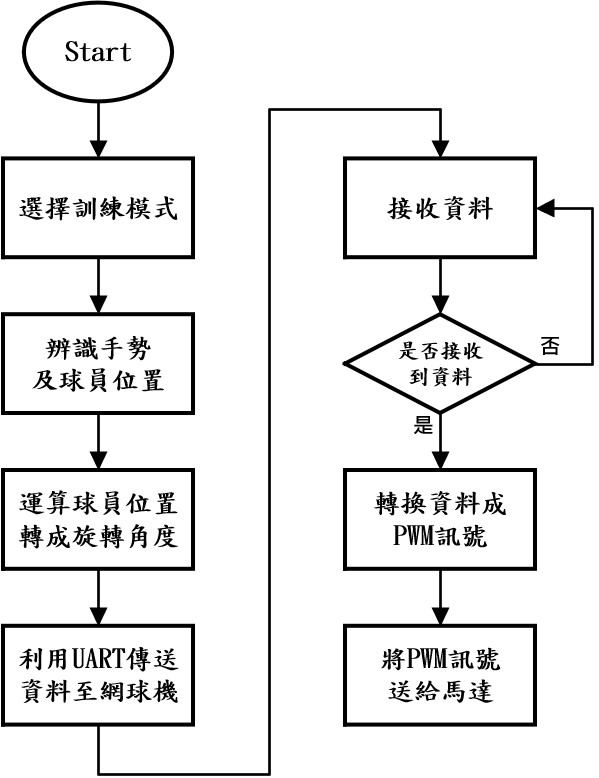 Start
選擇訓練模式
辨識手勢
及球員位置
運算球員位置
轉成旋轉角度
利用UART傳送
資料至網球機
接收資料
是否接收
到資料
否
是
轉換資料成
PWM訊號
將PWM訊號
送給馬達